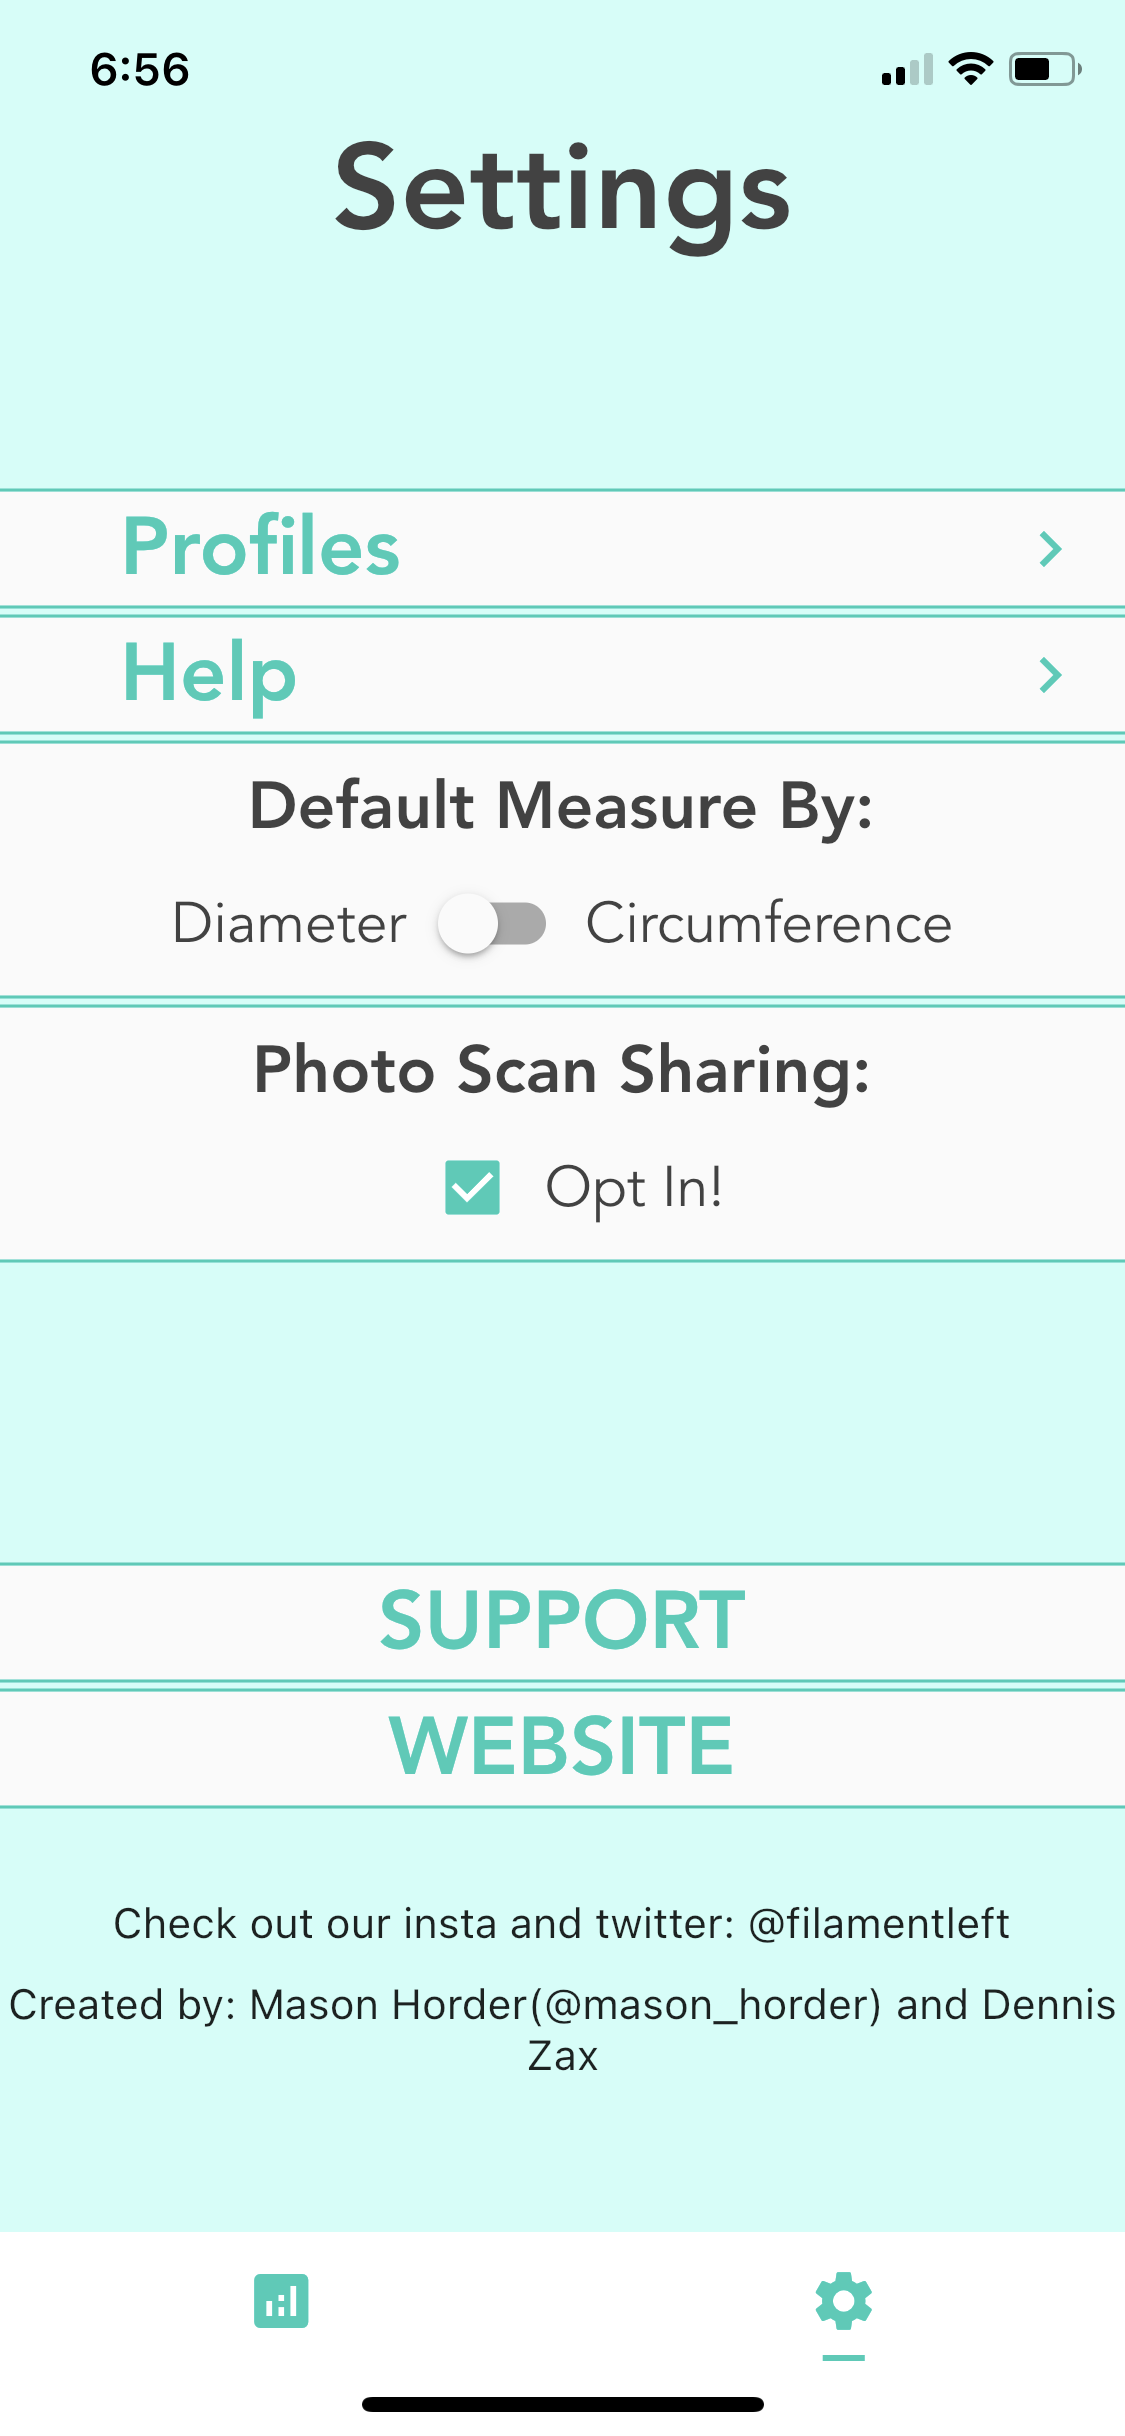 6:56
Settings
Profiles
Help
Default Measure By:
Diameter Circumference
Photo Scan Sharing:
Opt In!
SUPPORT
WEBSITE
Check out our insta and twitter: @filamentleft
Created by: Mason Horder(@mason_horder) and Dennis
Zax